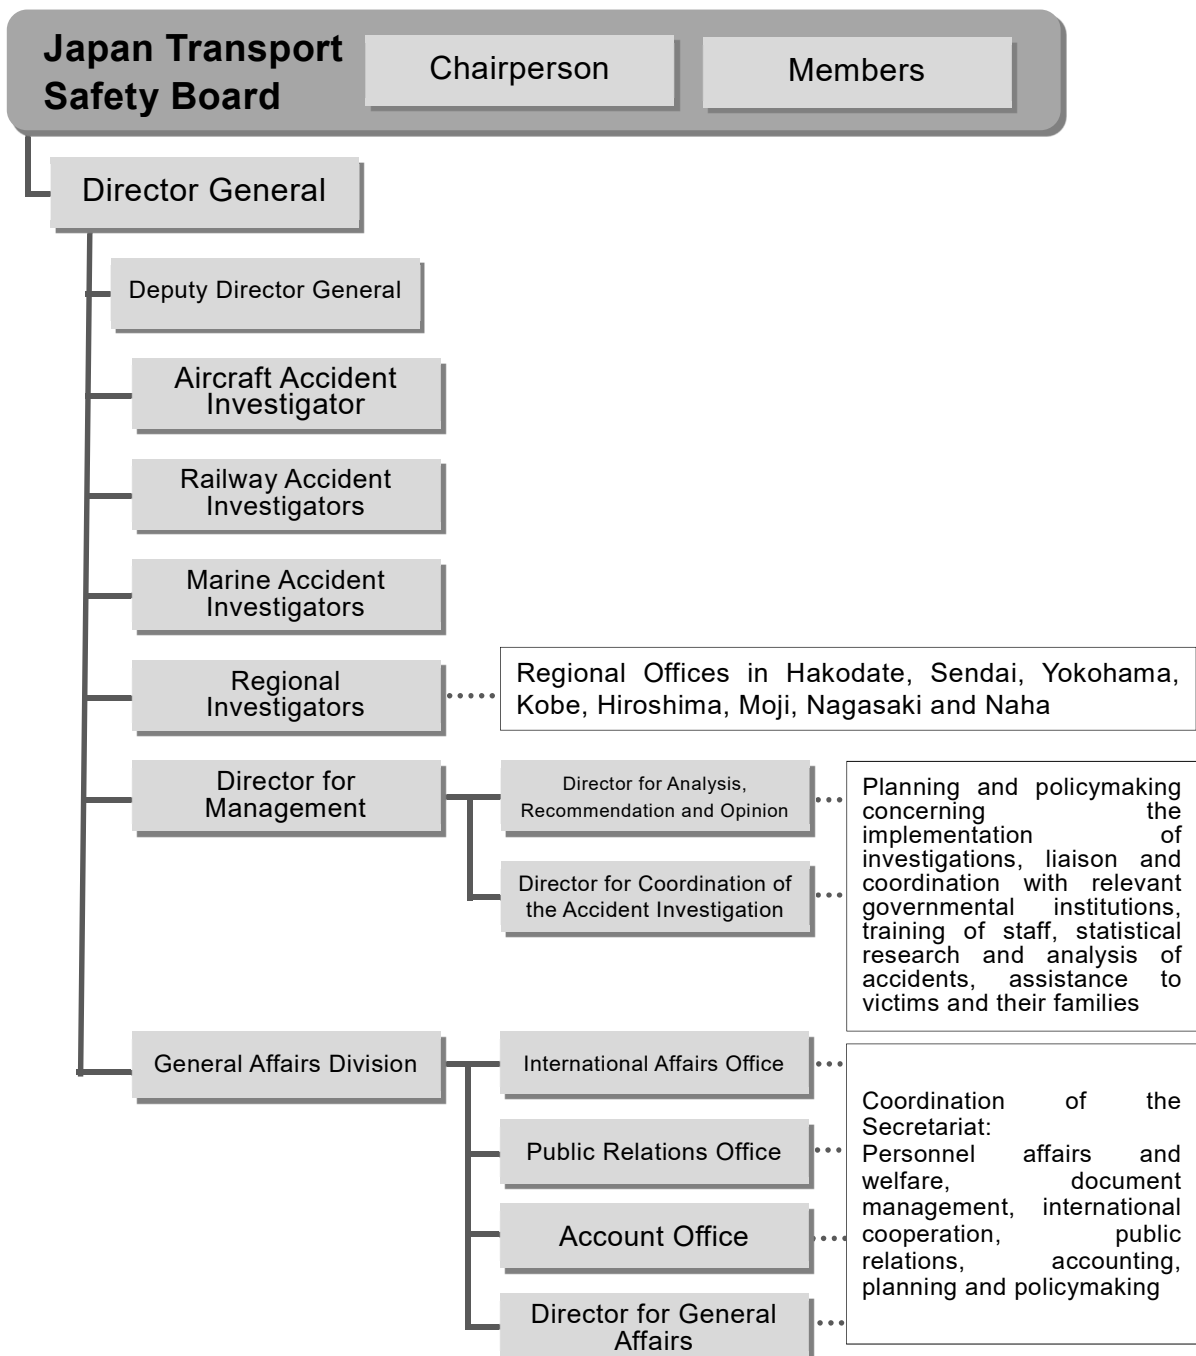 Japan Transport
Safety Board
Chairperson
Members
Director General
Deputy Director General
Aircraft Accident
Investigator
Railway Accident
Investigators
Marine Accident
Investigators
Regional
Investigators
Regional Offices in Hakodate, Sendai, Yokohama,
Kobe, Hiroshima, Moji, Nagasaki and Naha
Director for
Management
Director for Analysis,
Recommendation and Opinion
Director for Coordination of
the Accident Investigation
Planning and policymaking
concerning the
implementation of
investigations, liaison and
coordination with relevant
governmental institutions,
training of staff, statistical
research and analysis of
accidents, assistance to
victims and their families
General Affairs Division
International Affairs Office
Public Relations Office
Account Office
Director for General
Affairs
Coordination of the
Secretariat:
Personnel affairs and
welfare, document
management, international
cooperation, public
relations, accounting,
planning and policymaking